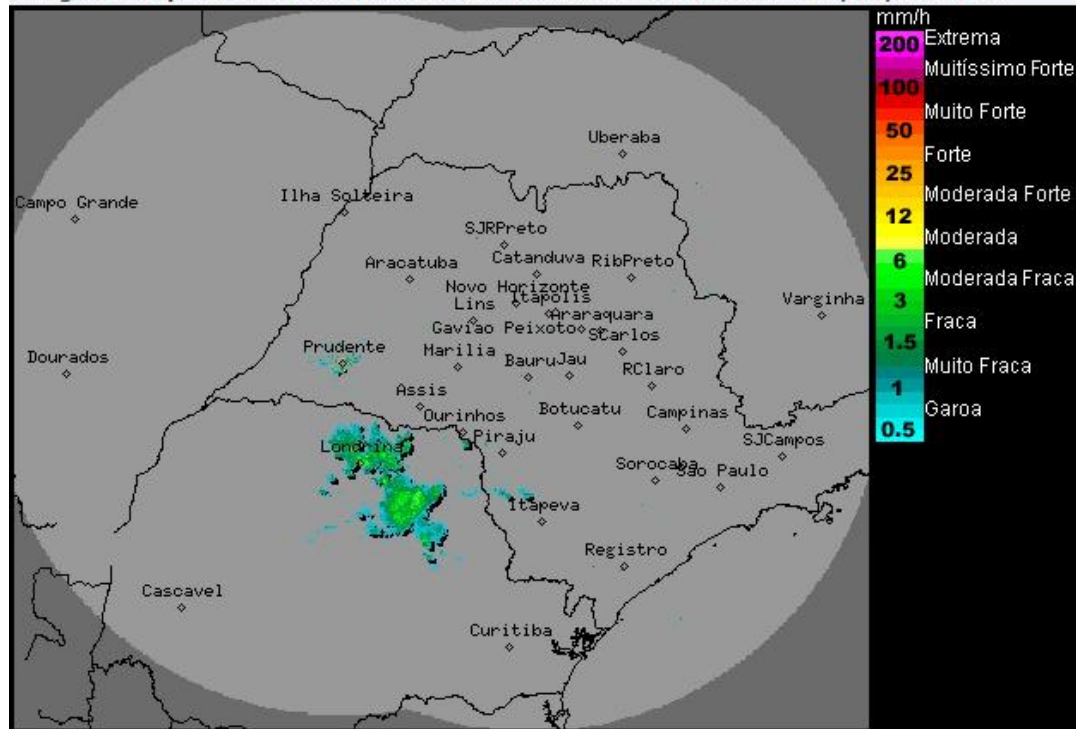 mm/h
200 Extrema
Muitíssimo Forte
100
Muito Forte
50
Forte
25
Moderada Forte
12
Moderada
6
Moderada Fraca
3
Fraca
1.5
Muito Fraca
1
Garoa
0.5
Uberaba
Campo Grande
Ilha Solteira
SJRPreto
Catanduva
RibPreto
Aracatuba
Novo Horizonte
Itapolis
Lins
Araraquara
Gaviao Peixoto
SCarlos
Varginha
Prudente
Marilia
Dourados
Bauru
Jau
RClaro
Assis
Ourinhos
Botucatu
Campinas
Piraju
Londrina
SJCampos
Sorocaba
Sao Paulo
Itapeva
Registro
Cascavel
Curitiba